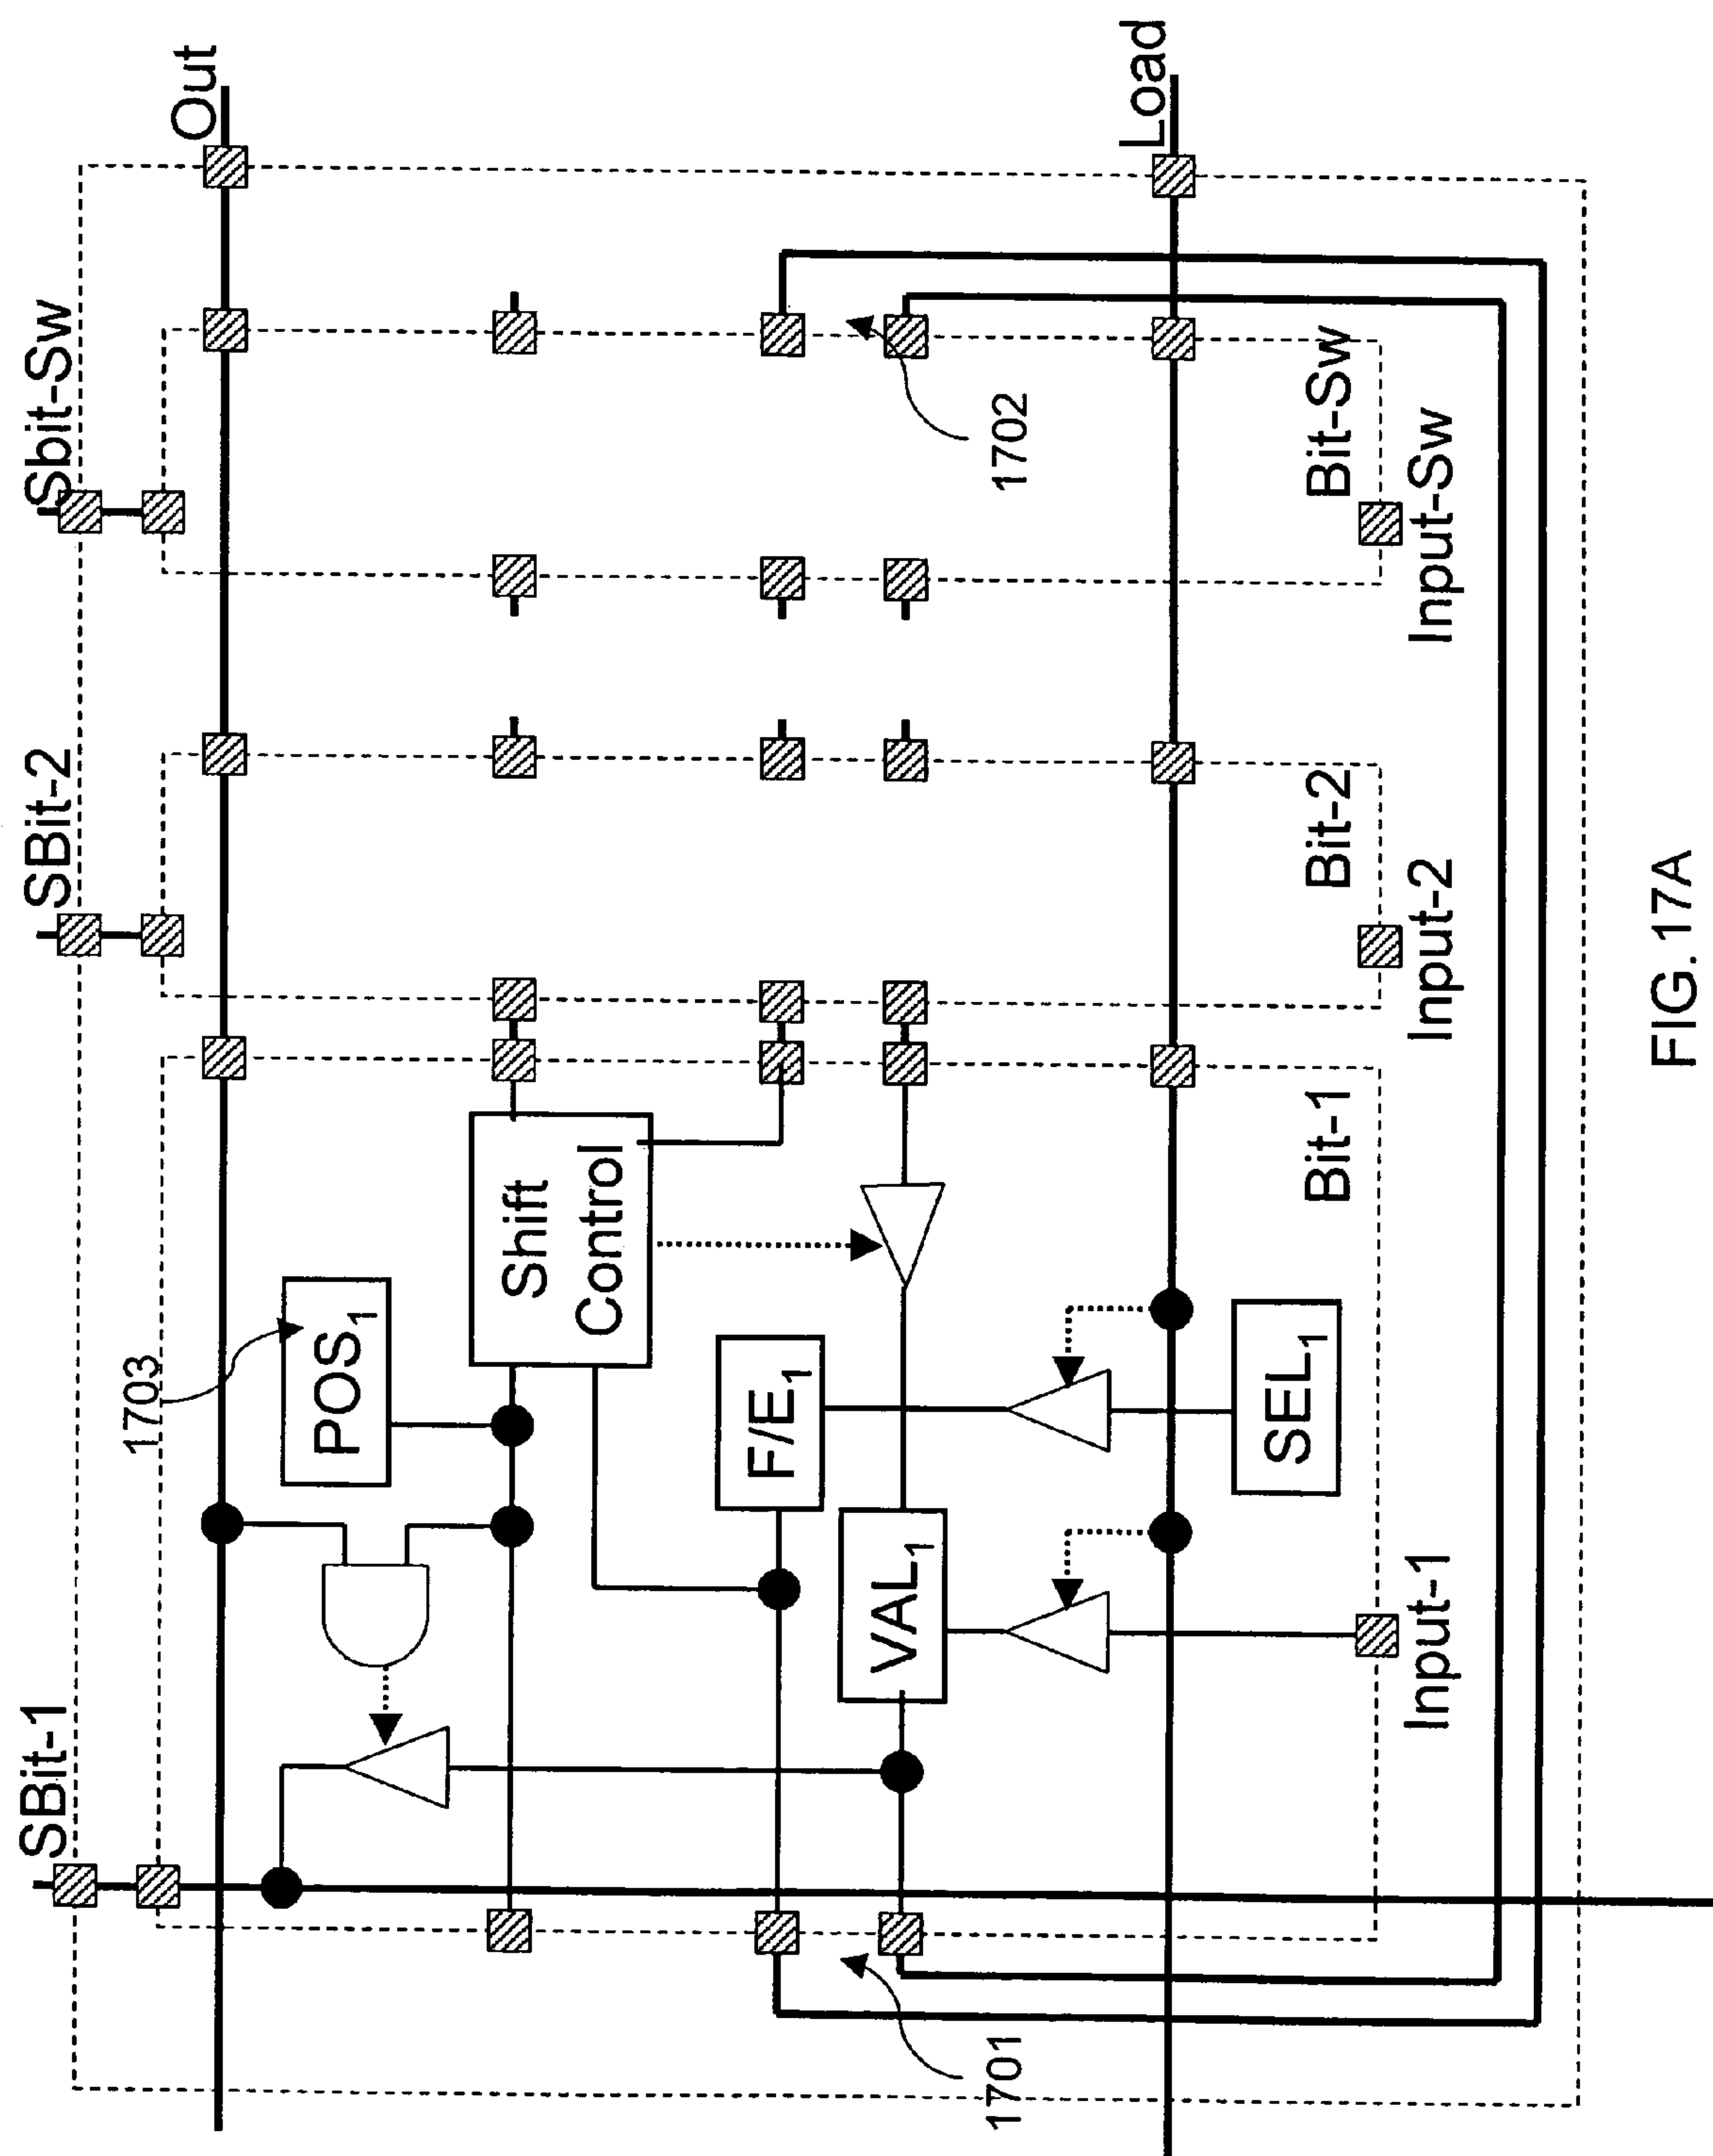 SBit-1
SBit-2
Sbit-Sw
Out
1703
POS1
Shift
Control
F/E1
VAL1
SEL1
Load
1701
1702
Bit-1
Bit-2
Bit-Sw
Input-1
Input-2
Input-Sw
FIG. 17A